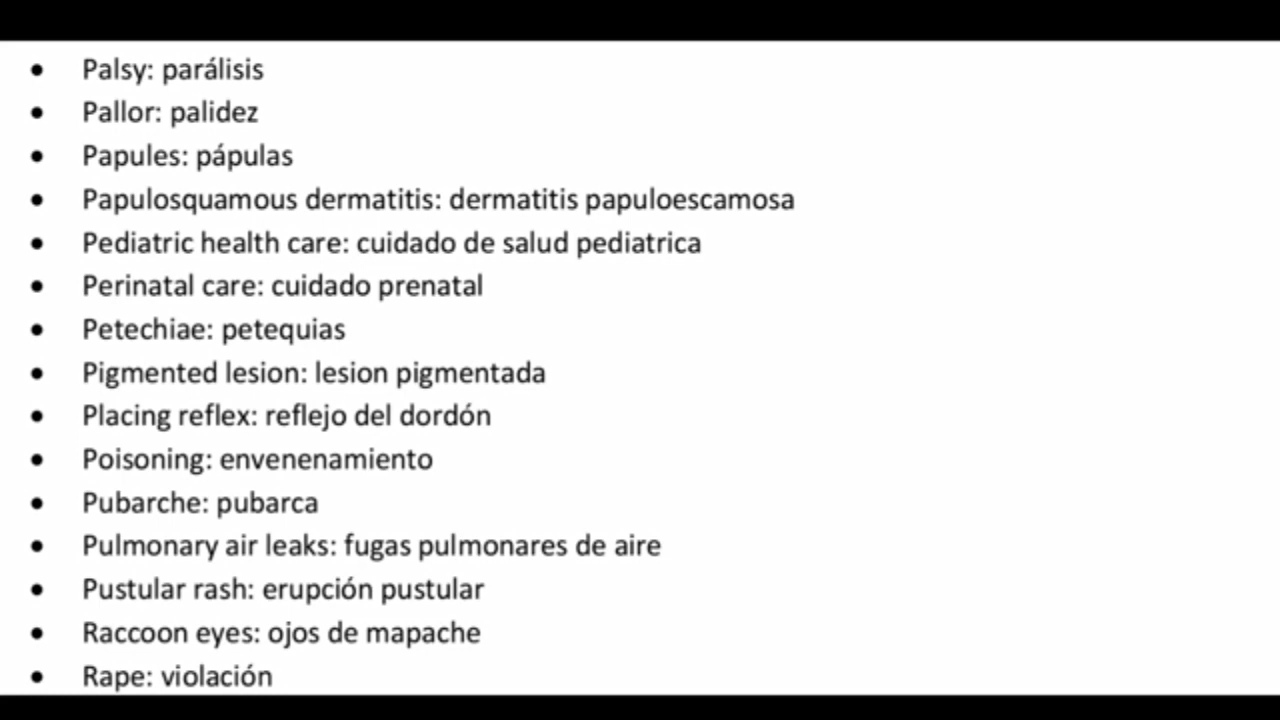 • Palsy: parálisis
• Pallor: palidez
• Papules: pápulas
• Papulosquamous dermatitis: dermatitis papuloescamosa
• Pediatric health care: cuidado de salud pediatrica
• Perinatal care: cuidado prenatal
• Petechiae: petequias
• Pigmented lesion: lesion pigmentada
• Placing reflex: reflejo del dordón
• Poisoning: envenenamiento
• Pubarche: pubarca
• Pulmonary air leaks: fugas pulmonares de aire
• Pustular rash: erupción pustular
• Raccoon eyes: ojos de mapache
• Rape: violación